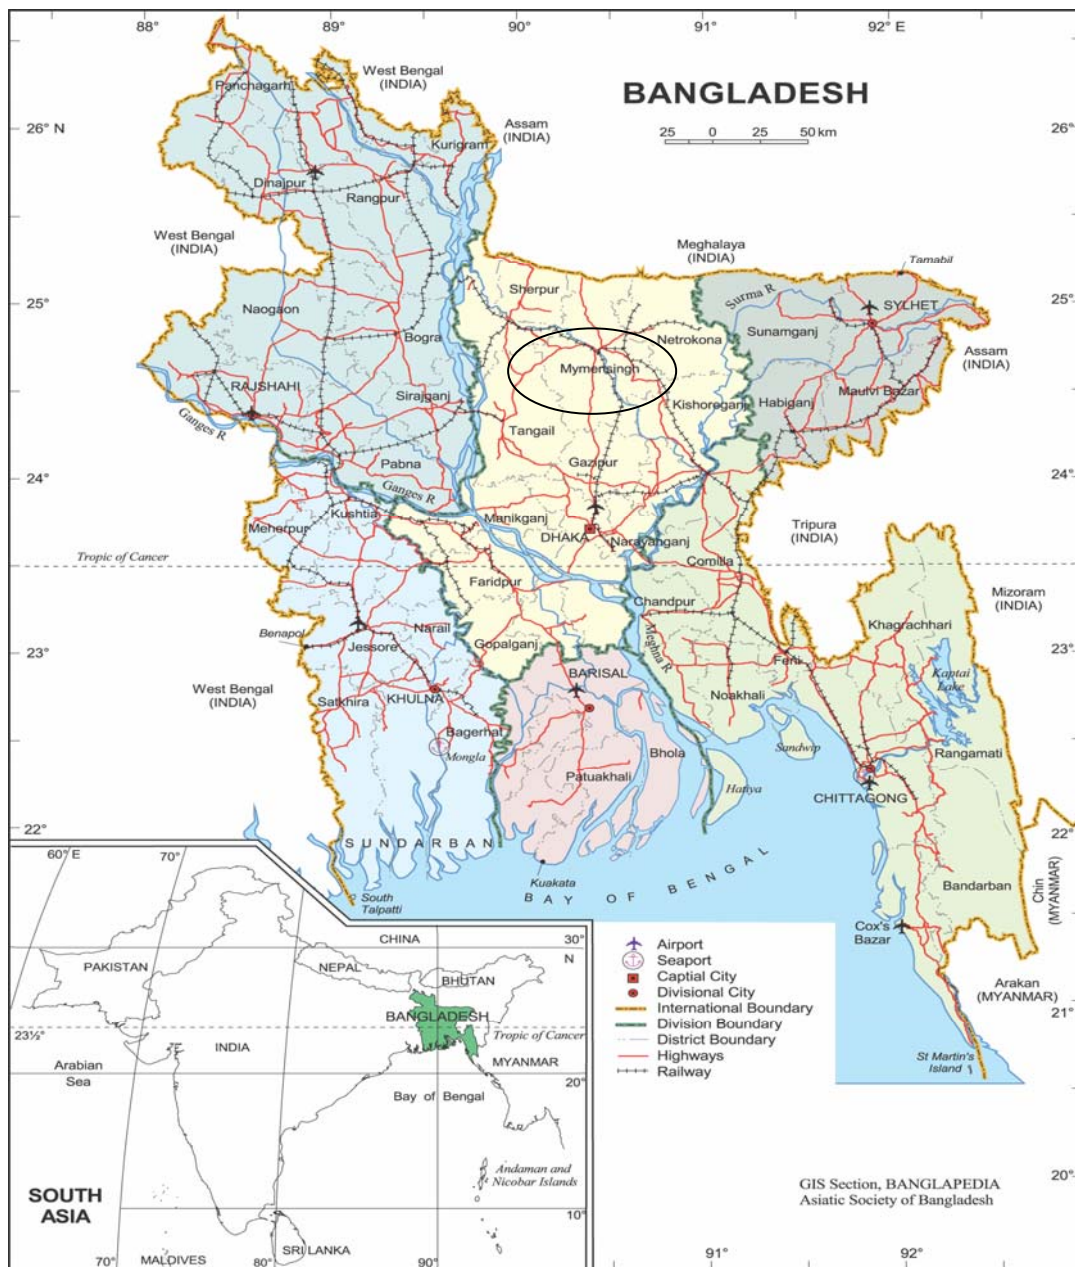 88°
89°
90°
91°
92° E
BANGLADESH
25 0 25 50 km
West Bengal
(INDIA)
Assam
(INDIA)
Panchagarh
26° N
26°
Kurigram
Dinajpur
Rangpur
West Bengal
(INDIA)
Meghalaya
(INDIA)
Tamabil
Sherpur
Surma R
SYLHET
25°
25°
Naogaon
Bogra
Netrokona
Sunamganj
Mymensingh
Assam
(INDIA)
RAJSHAHI
Sirajganj
Kishoreganj
Habiganj
Maulvi Bazar
Ganges R
Tangail
Pabna
Gazipur
24°
24°
Ganges R
Kushtia
Meherpur
Manikganj
DHAKA
Narayanganj
Tripura
(INDIA)
Tropic of Cancer
Comilla
Faridpur
Mizoram
(INDIA)
Chandpur
Khagrachhari
Benapol
Narail
Gopalganj
Meghna R
23°
23°
Jessore
Feni
Kaptai
Lake
West Bengal
(INDIA)
BARISAL
Satkhira
KHULNA
Noakhali
Bagerhat
Mongla
Bhola
Sandwip
Rangamati
Patuakhali
Hatiya
CHITTAGONG
22°
22°
SUNDARBAN
Kuakata
BAY OF BENGAL
South
Talpatti
Bandarban
Chin
(MYANMAR)
Cox's
Bazar
Arakan
(MYANMAR)
21°
St Martin's
Island
20°
Airport
Seaport
Captial City
Divisional City
International Boundary
Division Boundary
District Boundary
Highways
Railway
60° E
70°
CHINA
30°
N
PAKISTAN
NEPAL
BHUTAN
BANGLADESH
23½°
Tropic of Cancer
INDIA
MYANMAR
Arabian
Sea
20°
Bay of Bengal
Andaman and
Nicobar Islands
SOUTH
ASIA
10°
SRI LANKA
MALDIVES
70°
80°
90°
GIS Section, BANGLAPEDIA
Asiatic Society of Bangladesh
91°
92°